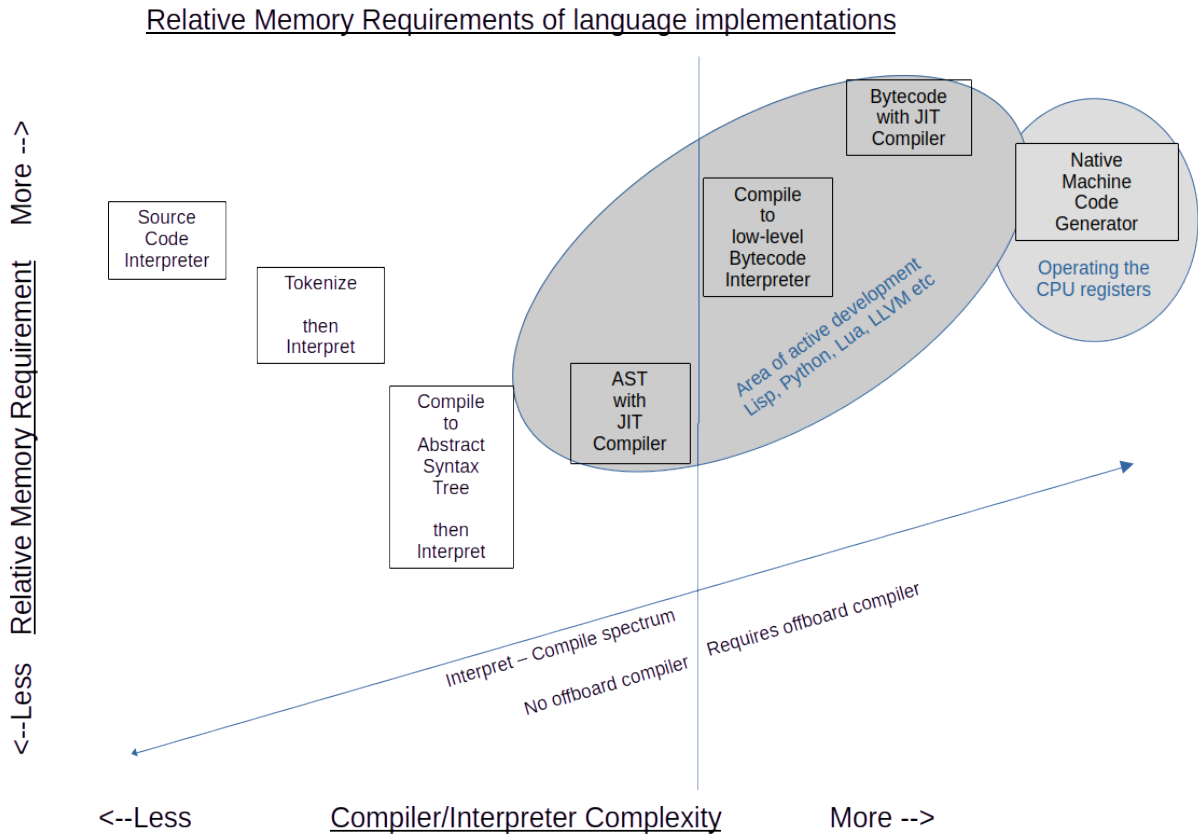 Relative Memory Requirements of language implementations
<--Less   Relative Memory Requirement   More -->
Source
Code
Interpreter
Tokenize
then
Interpret
Compile
to
Abstract
Syntax
Tree
then
Interpret
AST
with
JIT
Compiler
Compile
to
low-level
Bytecode
Interpreter
Bytecode
with JIT
Compiler
Native
Machine
Code
Generator
Operating the
CPU registers
Area of active development
Lisp, Python, Lua, LLVM etc
Interpret – Compile spectrum
No offboard compiler
Requires offboard compiler
<--Less   Compiler/Interpreter Complexity   More -->